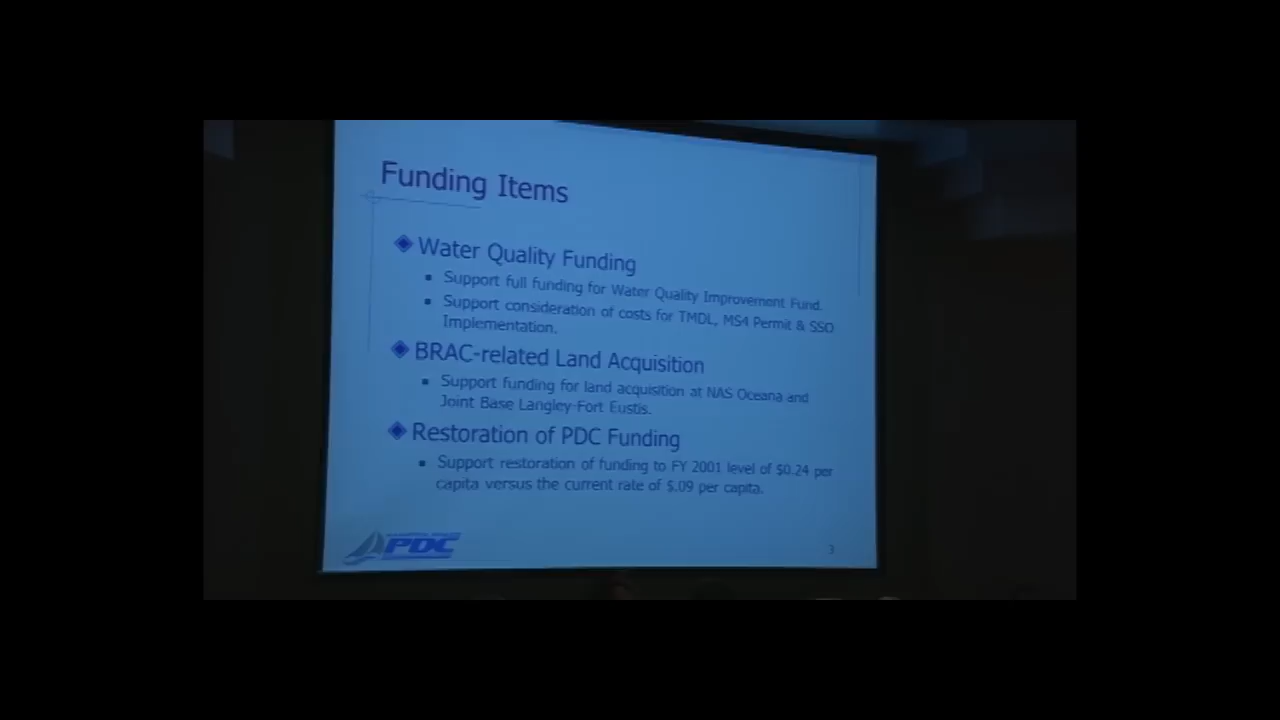 Funding Items
Water Quality Funding
Support full funding for Water Quality Improvement Fund.
Support consideration of costs for TMDL, MS4 Permit & SSO
Implementation.
BRAC-related Land Acquisition
Support funding for land acquisition at NAS Oceana and
Joint Base Langley-Fort Eustis.
Restoration of PDC Funding
Support restoration of funding to FY 2001 level of $0.24 per
capita versus the current rate of $.09 per capita.
PDC
3